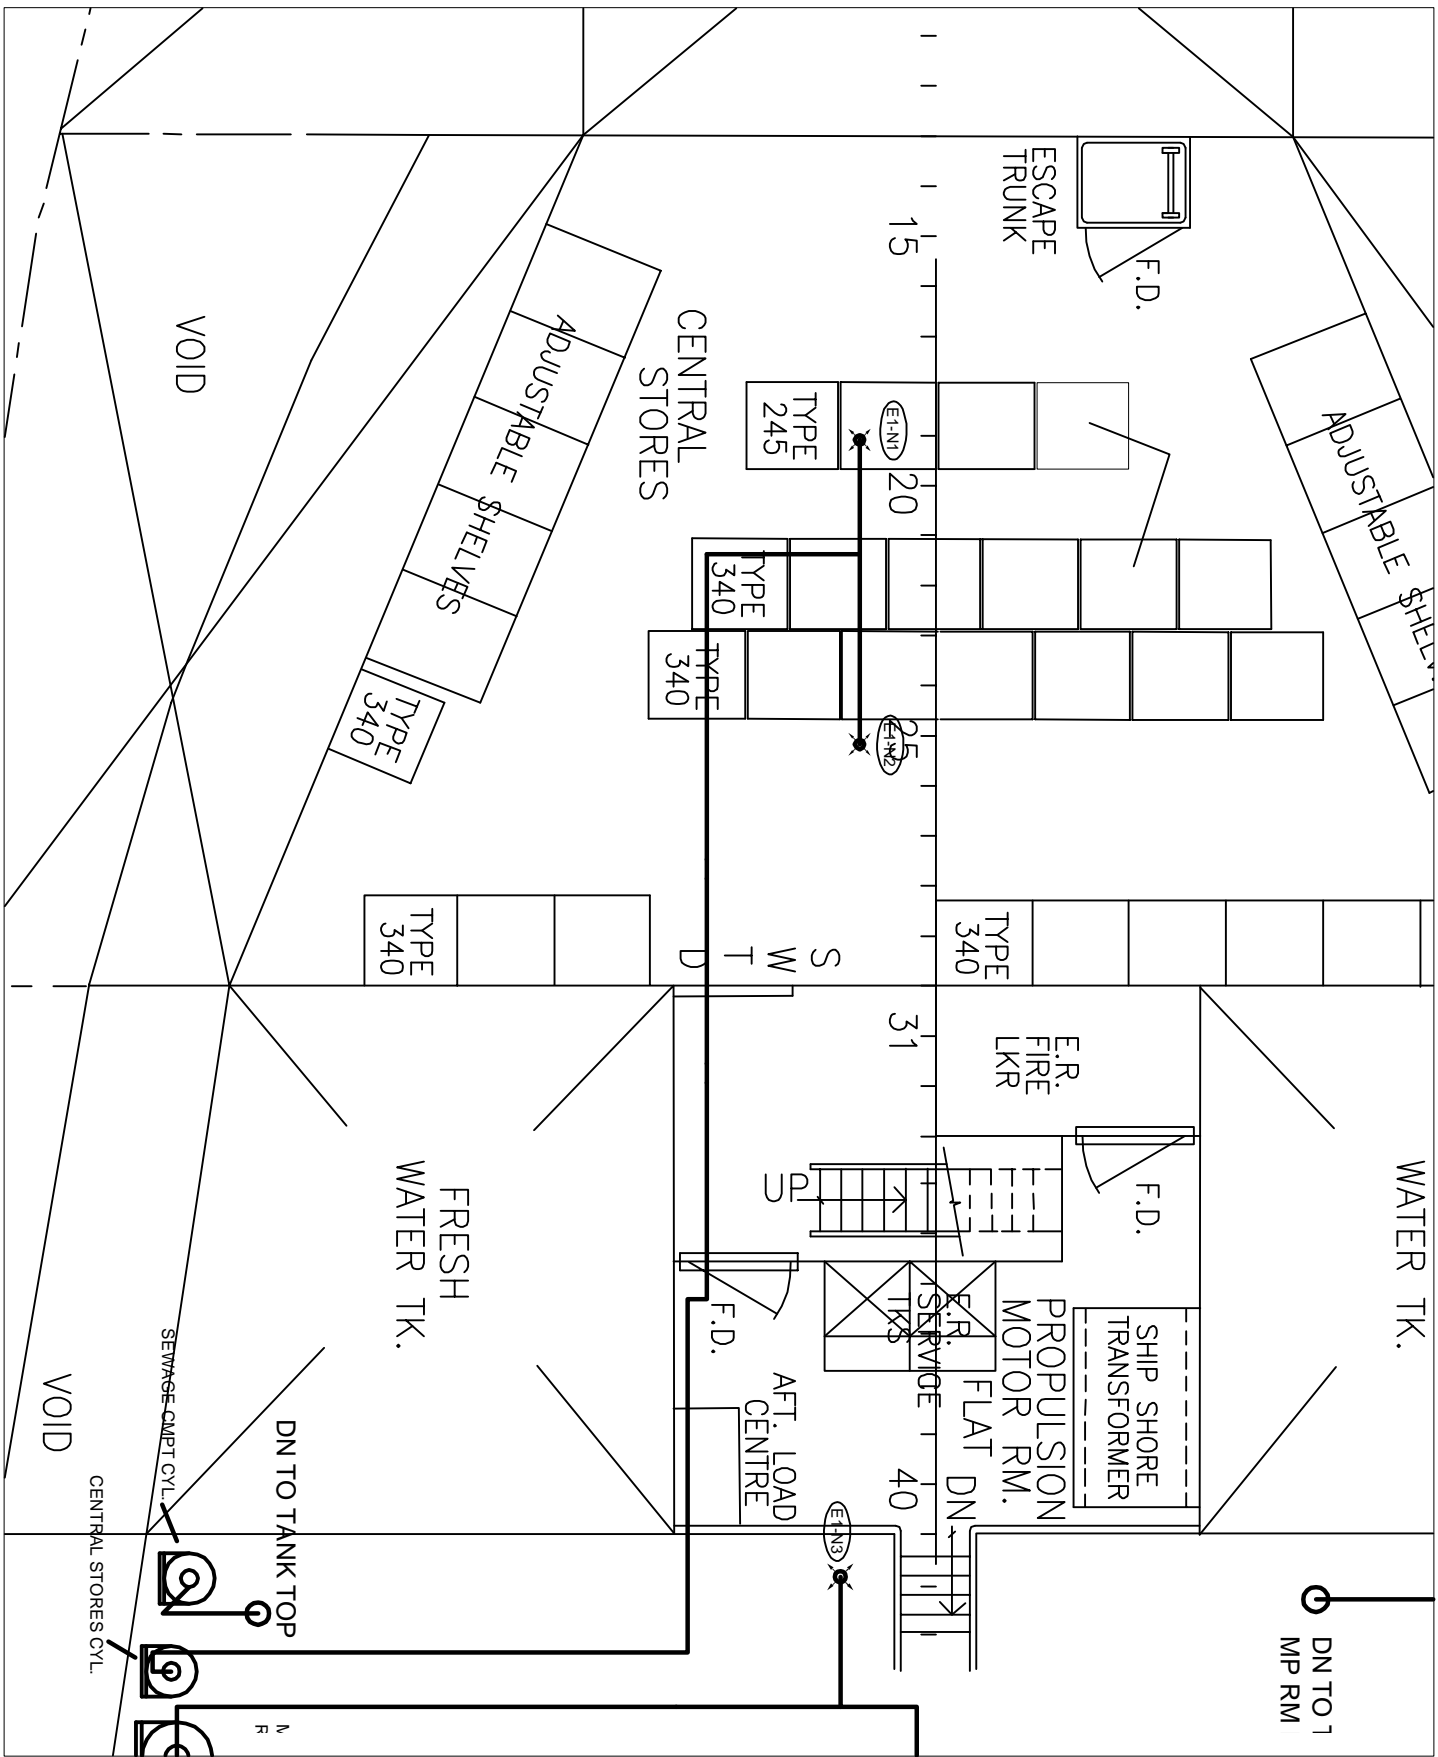 ESCAPE
TRUNK
F.D.
15
VOID
CENTRAL
STORES
ADJUSTABLE SHELVES
TYPE
245
E1-N1
20
ADJUSTABLE SHELV
TYPE
340
TYPE
340
TYPE
340
E1-N2
25
TYPE
340
S
W
T
D
TYPE
340
31
E.R.
FIRE
LKR
UP
F.D.
FRESH
WATER TK.
WATER TK.
F.D.
E.R.
SERVICE
TKS
PROPULSION
MOTOR RM.
FLAT
SHIP SHORE
TRANSFORMER
AFT. LOAD
CENTRE
40
DN
E1-N3
VOID
SEWAGE CMPT CYL.
CENTRAL STORES CYL.
DN TO TANK TOP
DN TO
MP RM